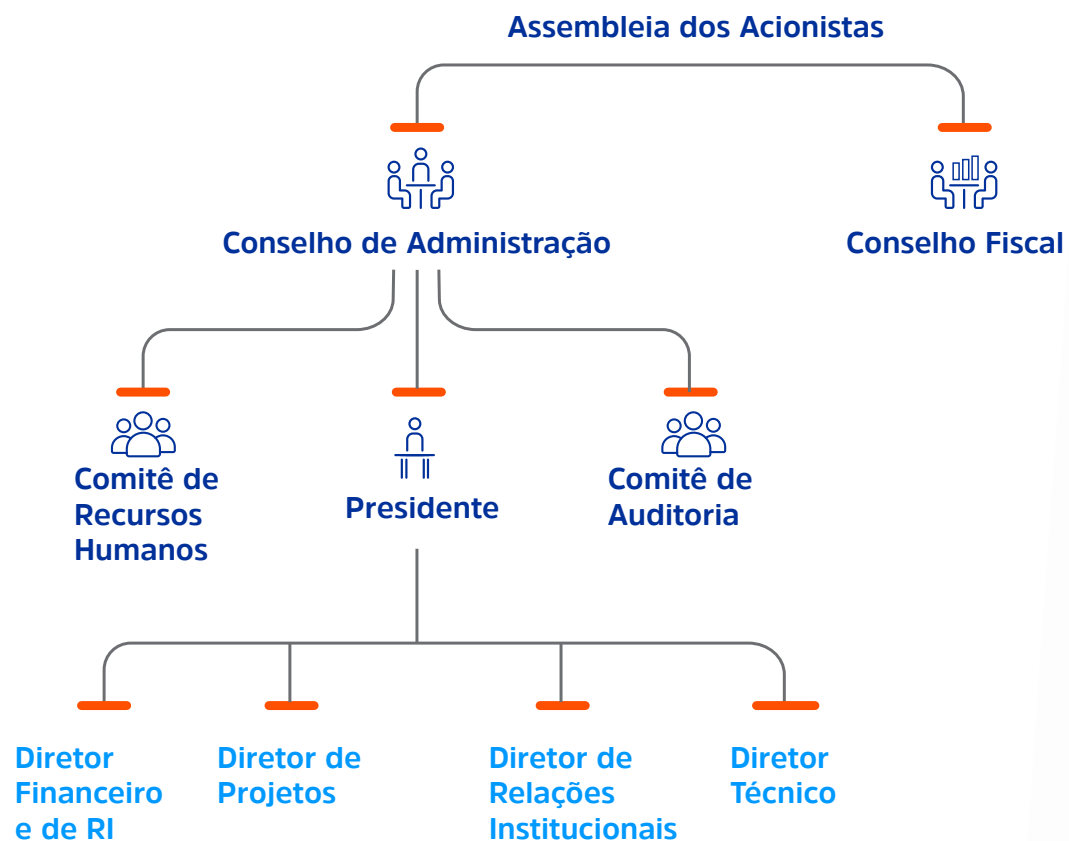 Assembleia dos Acionistas
Conselho de Administração
Conselho Fiscal
Comitê de
Recursos
Humanos
Presidente
Comitê de
Auditoria
Diretor
Financeiro
e de RI
Diretor de
Projetos
Diretor de
Relações
Institucionais
Diretor
Técnico